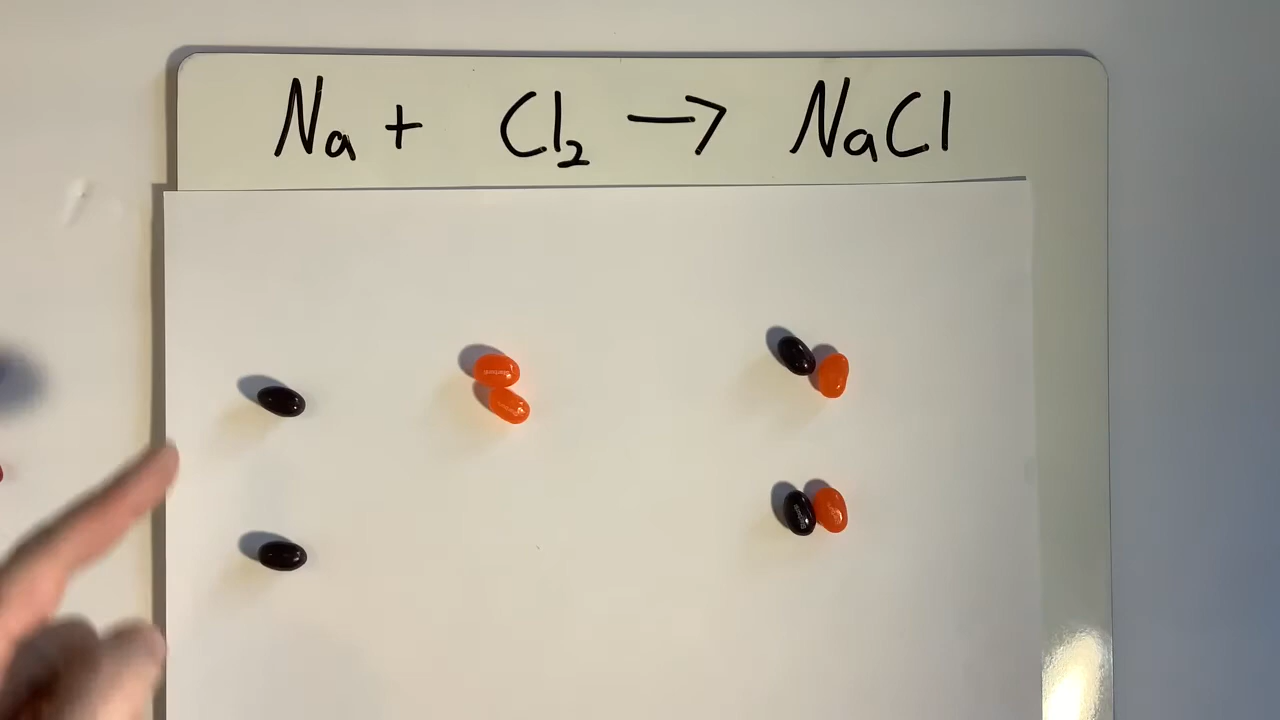 Na + Cl₂ → NaCl